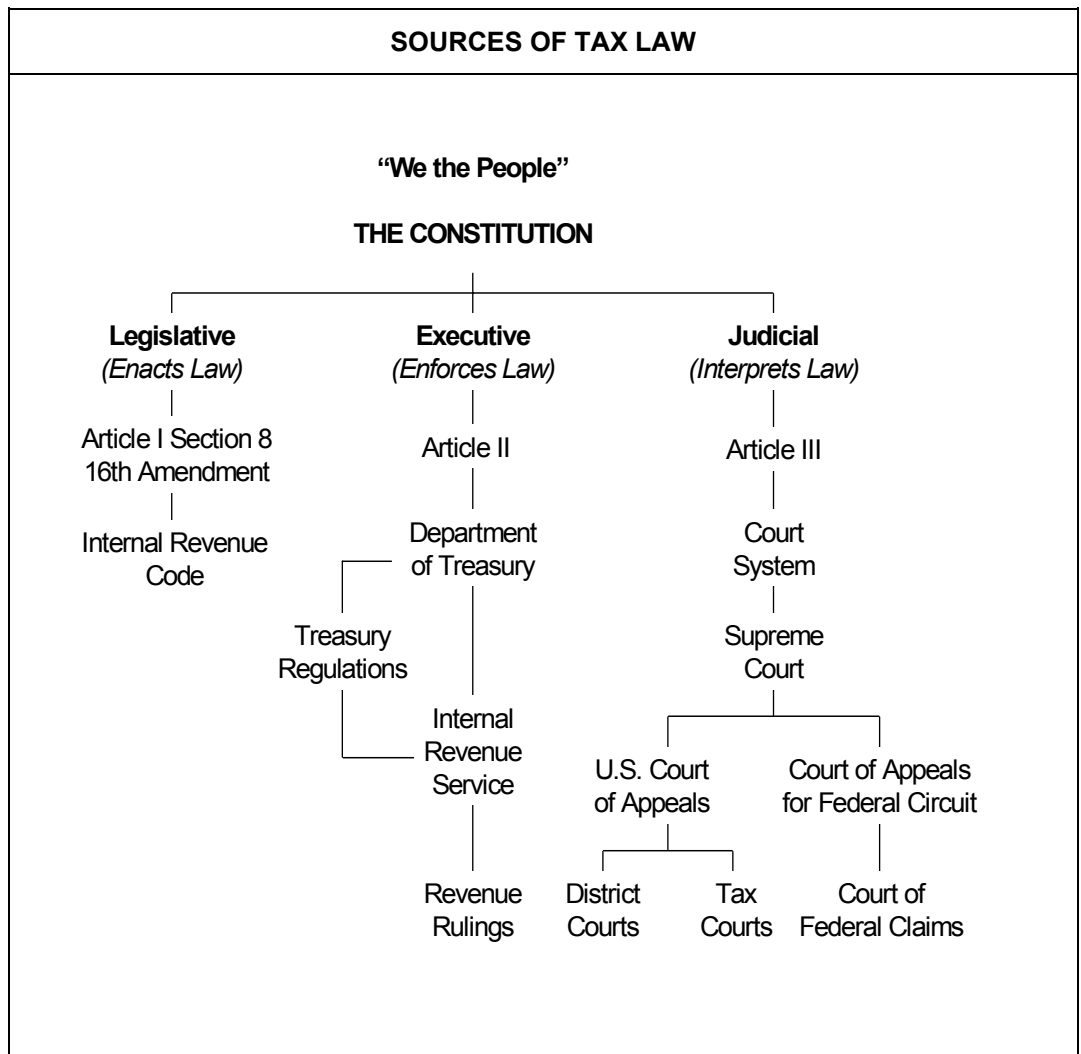 SOURCES OF TAX LAW
“We the People”
THE CONSTITUTION
Legislative
(Enacts Law)
Article I Section 8
16th Amendment
Internal Revenue
Code
Executive
(Enforces Law)
Article II
Department
of Treasury
Treasury
Regulations
Internal
Revenue
Service
Revenue
Rulings
Judicial
(Interprets Law)
Article III
Court
System
Supreme
Court
U.S. Court
of Appeals
District
Courts
Tax
Courts
Court of Appeals
for Federal Circuit
Court of
Federal Claims